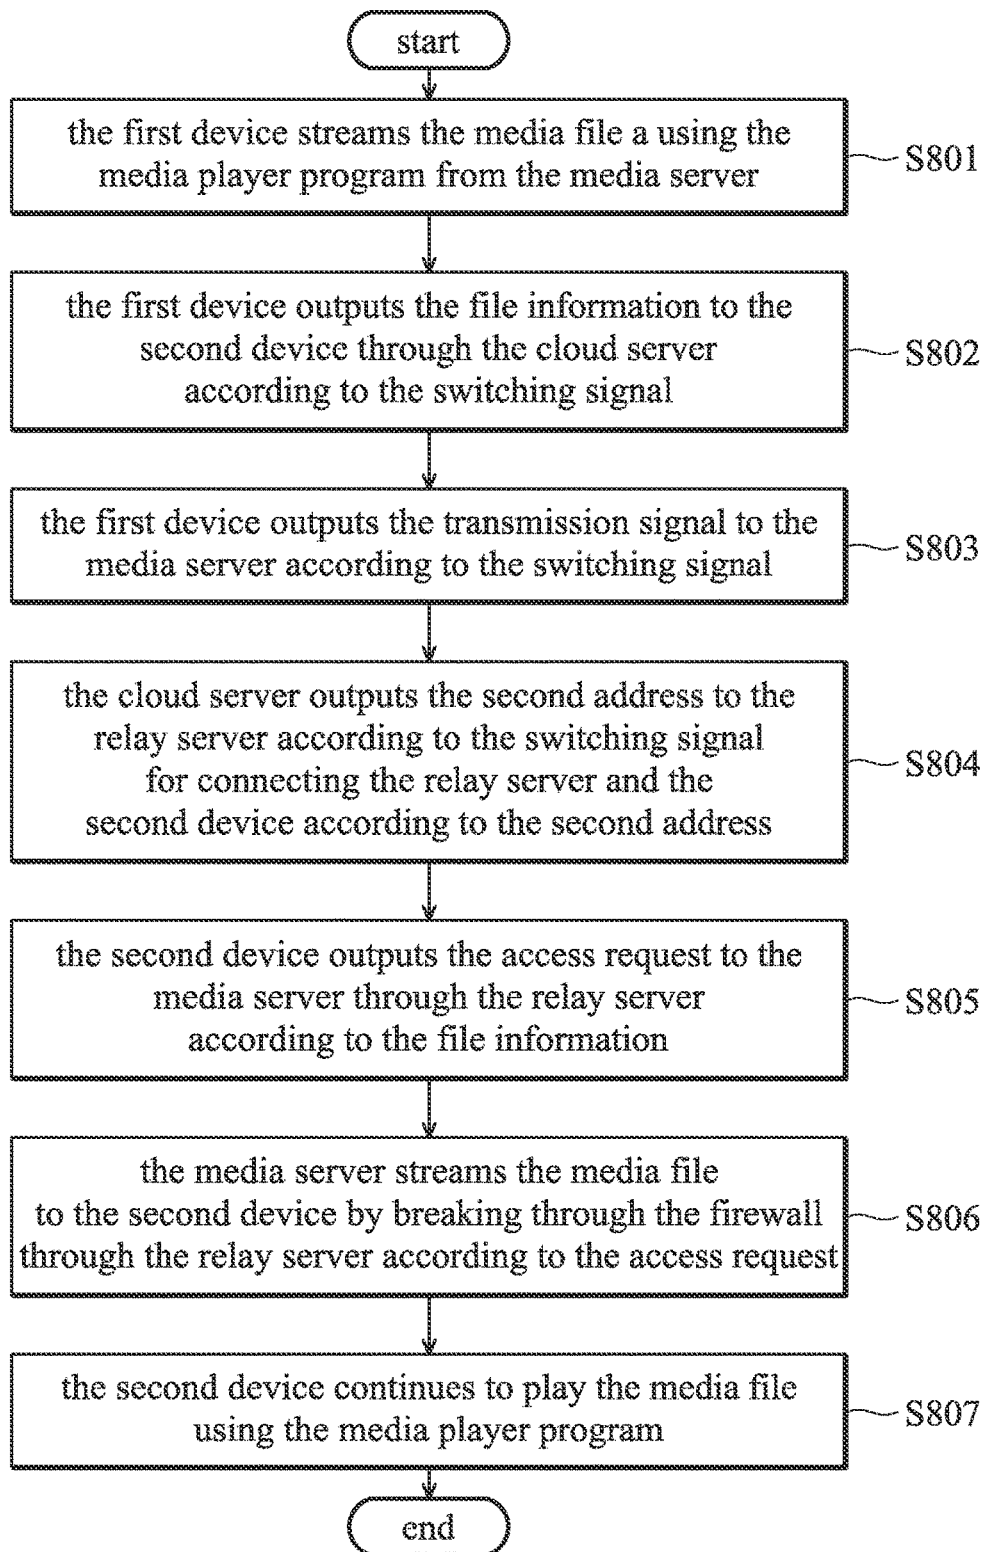 start
the first device streams the media file a using the
media player program from the media server
S801
the first device outputs the file information to the
second device through the cloud server
according to the switching signal
S802
the first device outputs the transmission signal to the
media server according to the switching signal
S803
the cloud server outputs the second address to the
relay server according to the switching signal
for connecting the relay server and the
second device according to the second address
S804
the second device outputs the access request to the
media server through the relay server
according to the file information
S805
the media server streams the media file
to the second device by breaking through the firewall
through the relay server according to the access request
S806
the second device continues to play the media file
using the media player program
S807
end